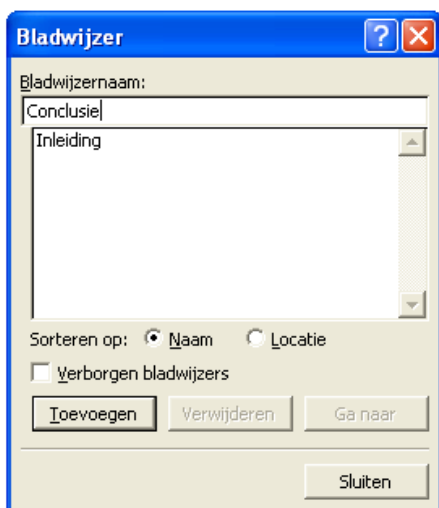 Bladwijzer
Bladwijzernaam:
Conclusie
Inleiding
Sorteren op: Naam Locatie
Verborgen bladwijzers
Toevoegen Verwijderen Ga naar
Sluiten